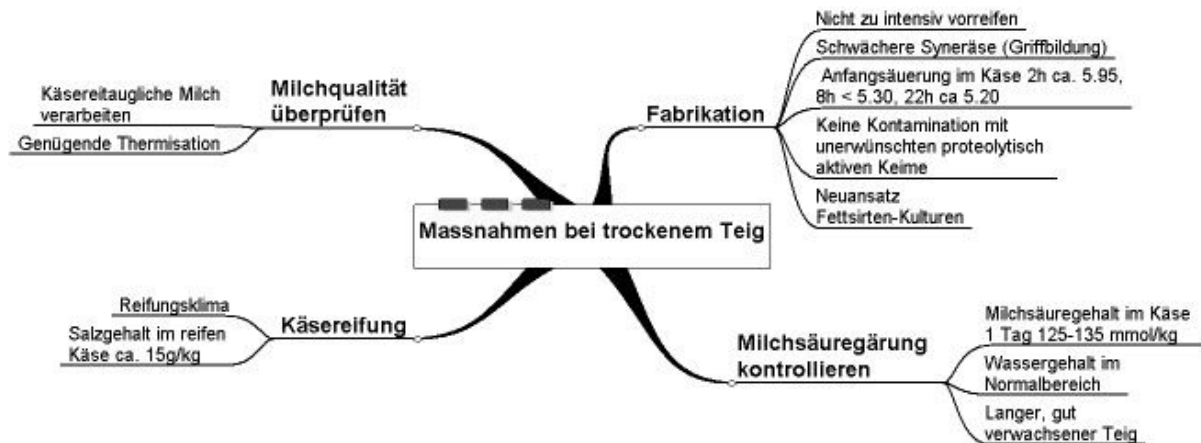 Massnahmen bei trockenem Teig
Milchqualität
überprüfen
Käsereitaugliche Milch
verarbeiten
Genügende Thermisation
Käsereifung
Reifungsklima
Salzgehalt im reifen
Käse ca. 15g/kg
Fabrikation
Nicht zu intensiv vorreifen
Schwächere Syneräse (Griffbildung)
Anfangsäuerung im Käse 2h ca. 5.95,
8h < 5.30, 22h ca 5.20
Keine Kontamination mit
unerwünschten proteolytisch
aktiven Keime
Neuansatz
Fettsirten-Kulturen
Milchsäuregärung
kontrollieren
Milchsäuregehalt im Käse
1 Tag 125-135 mmol/kg
Wassergehalt im
Normalbereich
Langer, gut
verwachsener Teig